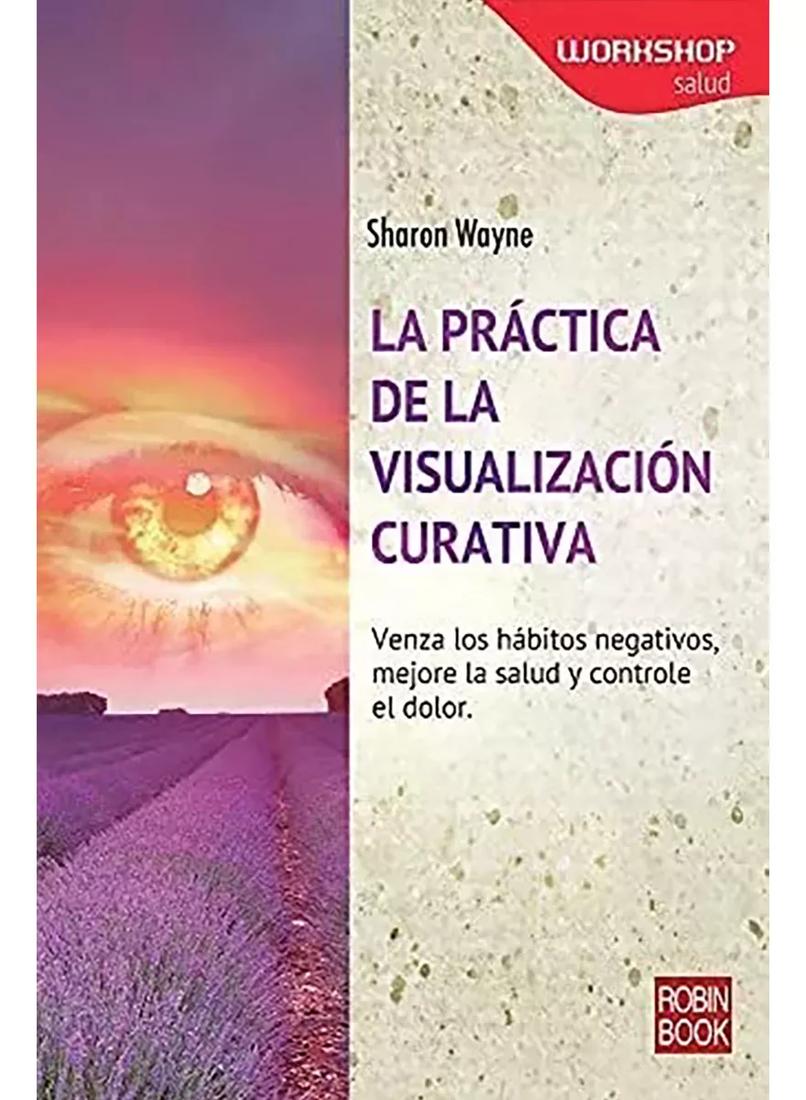 WORKSHOP
salud
Sharon Wayne
LA PRÁCTICA
DE LA
VISUALIZACIÓN
CURATIVA
Venza los hábitos negativos,
mejore la salud y controle
el dolor.
ROBIN
BOOK